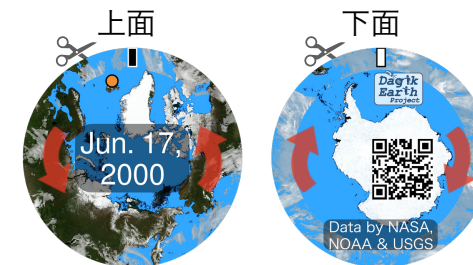 上面
下面
Jun. 17,
2000
Dagik
Earth
Project
Data by NASA,
NOAA & USGS